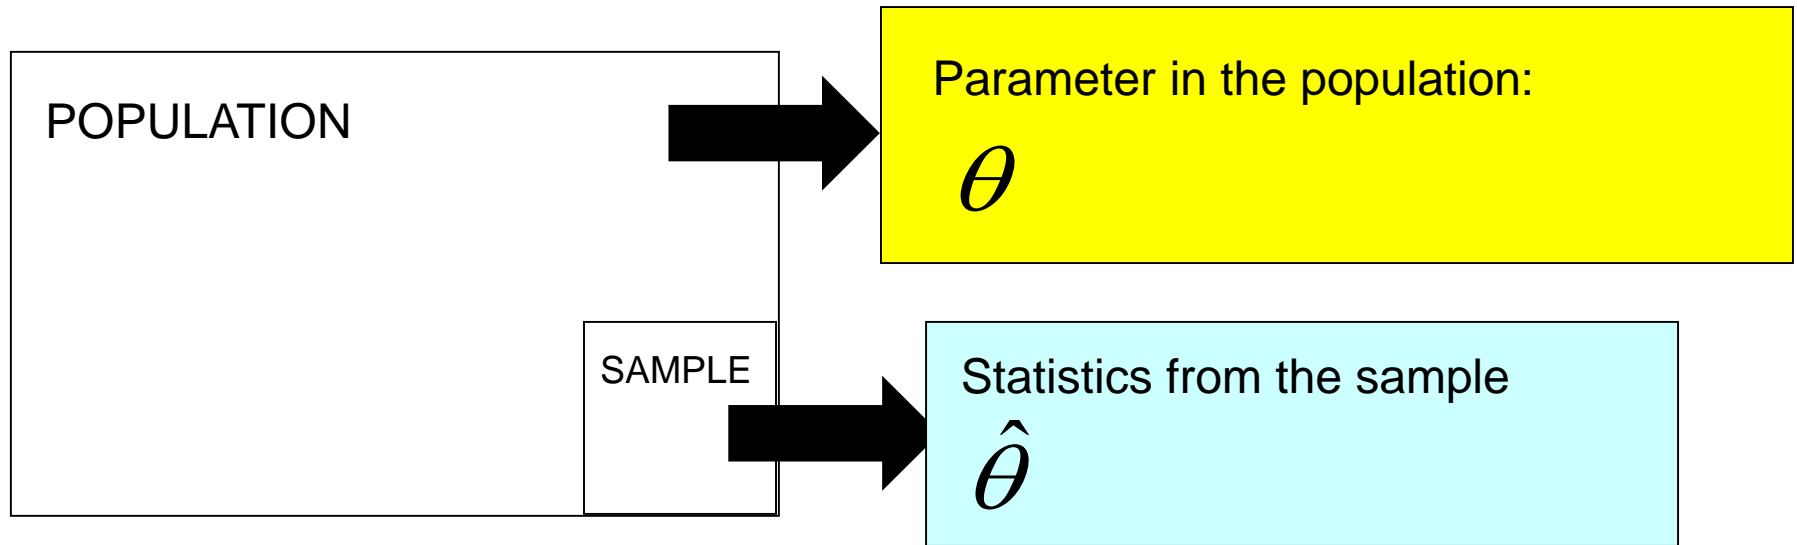 POPULATION
Parameter in the population:
θ
SAMPLE
Statistics from the sample
θ̂